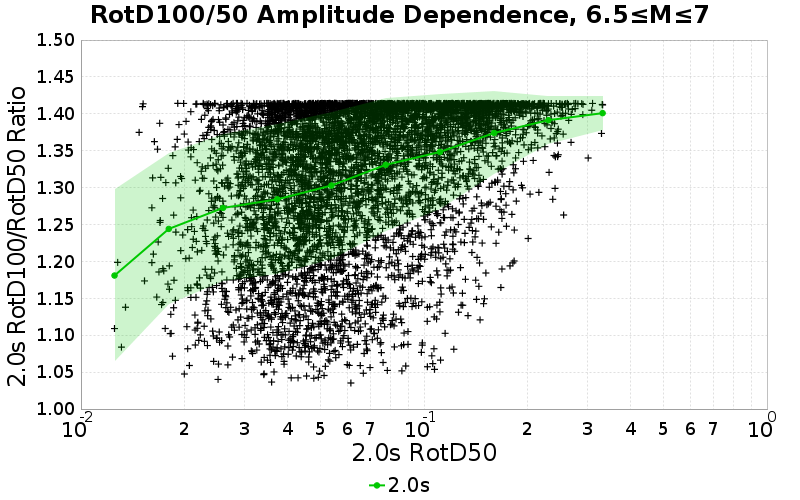 RotD100/50 Amplitude Dependence, 6.5≤M≤7
2.0s RotD100/RotD50 Ratio
1.50
1.45
1.40
1.35
1.30
1.25
1.20
1.15
1.10
1.05
1.00
10^-2 2 3 4 5 6 7 10^-1 2 3 4 5 6 7 10^0
2.0s RotD50
2.0s